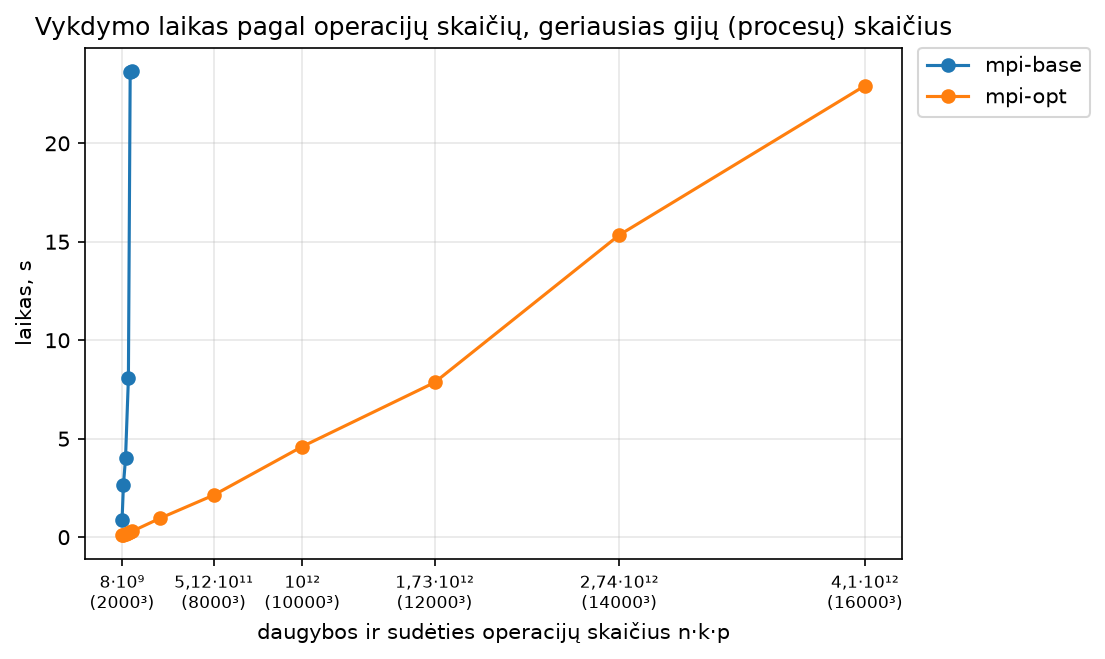 Vykdymo laikas pagal operacijų skaičių, geriausias gijų (procesų) skaičius
mpi-base
mpi-opt
20
15
10
5
0
laikas, s
8·10⁹ 5,12·10¹¹ 10¹² 1,73·10¹² 2,74·10¹² 4,1·10¹²
(2000³) (8000³) (10000³) (12000³) (14000³) (16000³)
daugybos ir sudėties operacijų skaičius n·k·p